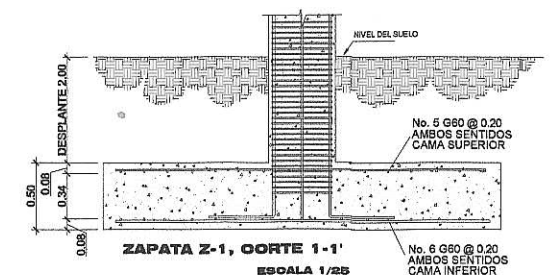 NIVEL DEL SUELO
DESPLANTE 2,00
No. 5 G60 @ 0,20
AMBOS SENTIDOS
CAMA SUPERIOR
0.50
0.08
0.34
0.08
ZAPATA Z-1, CORTE 1-1'
ESCALA 1/25
No. 6 G60 @ 0,20
AMBOS SENTIDOS
CAMA INFERIOR